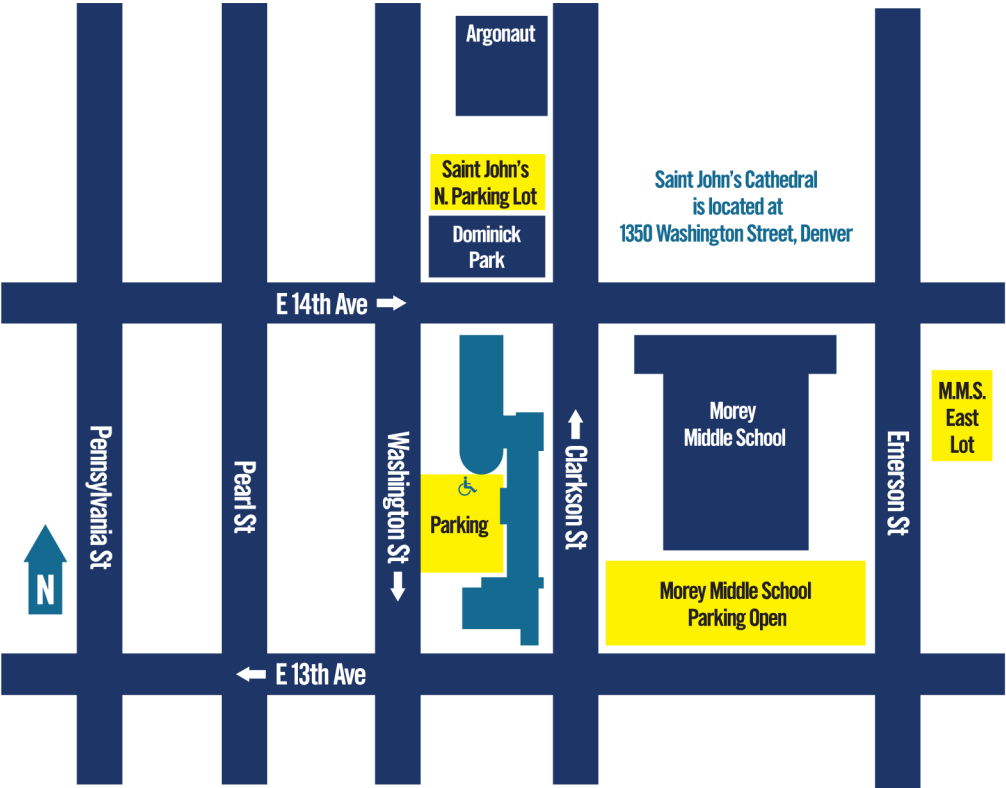 Argonaut
Saint John's
N. Parking Lot
Dominick
Park
Saint John's Cathedral
is located at
1350 Washington Street, Denver
E 14th Ave
Pennsylvania St
Pearl St
Washington St
Parking
Clarkson St
Morey
Middle School
Emerson St
M.M.S.
East
Lot
N
Morey Middle School
Parking Open
E 13th Ave